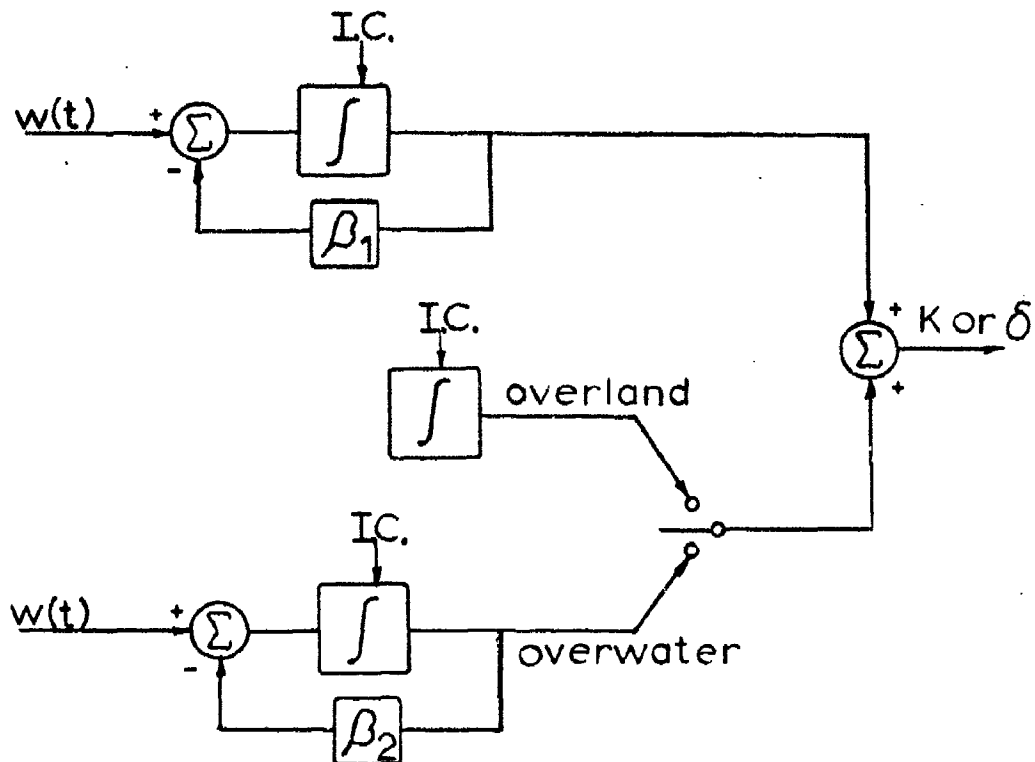 I.C.
w(t)
+
Σ
∫
-
β1
I.C.
+
K or δ
Σ
∫
overland
+
I.C.
w(t)
+
Σ
∫
-
overwater
β2